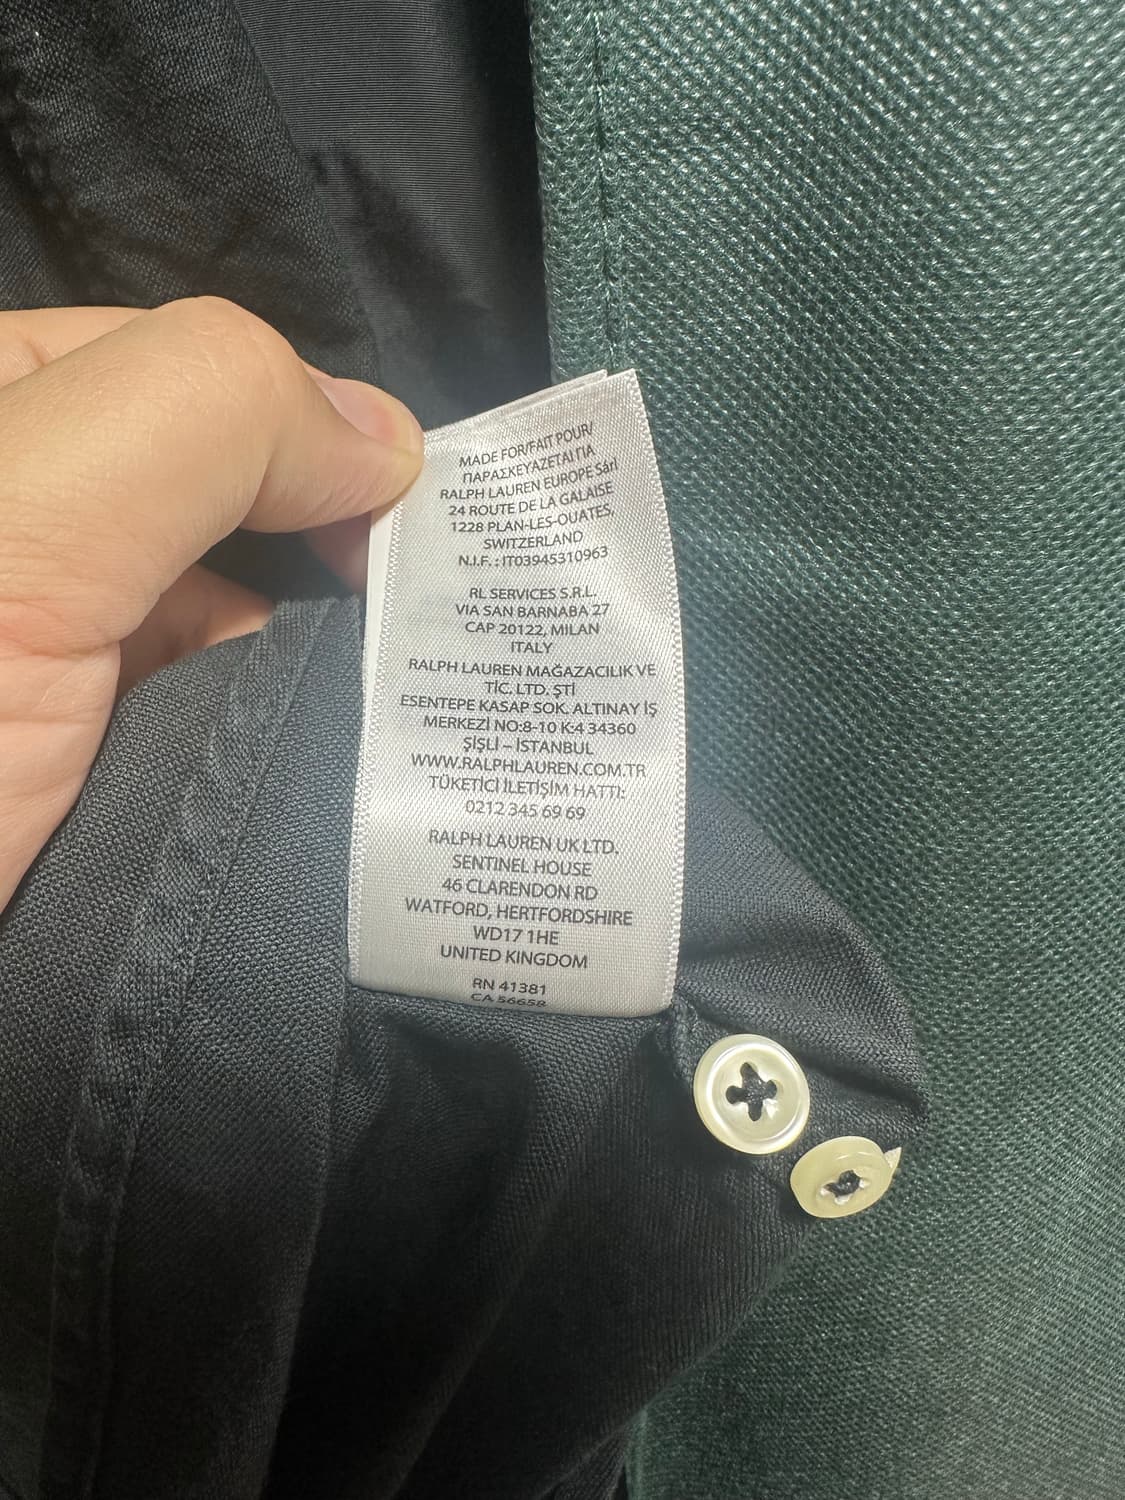 MADE FOR/FAIT POUR/
ΠΑΡΑΣΚΕΥΑΖΕΤΑΙ ΓΙΑ
RALPH LAUREN EUROPE Sàrl
24 ROUTE DE LA GALAISE
1228 PLAN-LES-OUATES,
SWITZERLAND
N.I.F. : IT03945310963
RL SERVICES S.R.L.
VIA SAN BARNABA 27
CAP 20122, MILAN
ITALY
RALPH LAUREN MAĞAZACILIK VE
TİC. LTD. ŞTİ
ESENTEPE KASAP SOK. ALTINAY İŞ
MERKEZİ NO:8-10 K:4 34360
ŞİŞLİ – İSTANBUL
WWW.RALPHLAUREN.COM.TR
TÜKETİCİ İLETİŞİM HATTI:
0212 345 69 69
RALPH LAUREN UK LTD.
SENTINEL HOUSE
46 CLARENDON RD
WATFORD, HERTFORDSHIRE
WD17 1HE
UNITED KINGDOM
RN 41381
CA 56658